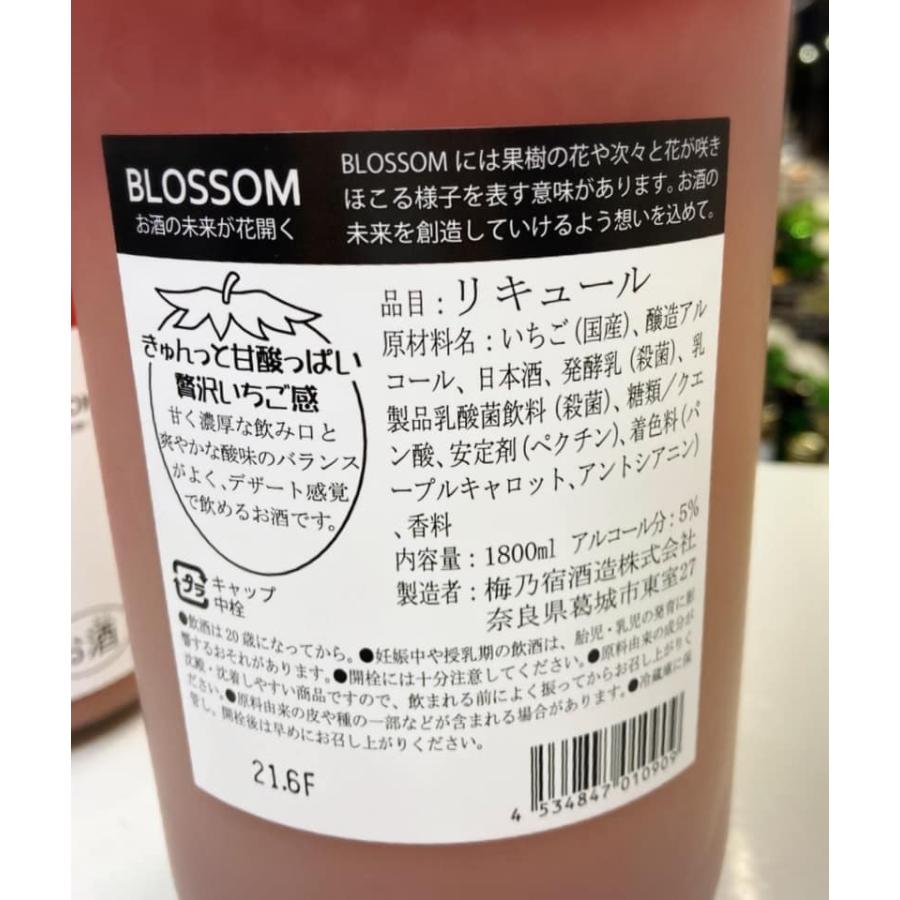 BLOSSOM
お酒の未来が花開く
BLOSSOM には果樹の花や次々と花が咲き
ほこる様子を表す意味があります。お酒の
未来を創造していけるよう想いを込めて。
きゅんっと甘酸っぱい
贅沢いちご感
甘く濃厚な飲み口と
爽やかな酸味のバランス
がよく、デザート感覚
で飲めるお酒です。
プラ
キャップ
中栓
品目：リキュール
原材料名：いちご（国産）、醸造アル
コール、日本酒、発酵乳（殺菌）、乳
製品乳酸菌飲料（殺菌）、糖類／クエ
ン酸、安定剤（ペクチン）、着色料（パ
ープルキャロット、アントシアニン）
、香料
内容量：1800ml アルコール分：5%
製造者：梅乃宿酒造株式会社
奈良県葛城市東室27
●飲酒は20歳になってから。●妊娠中や授乳期の飲酒は、胎児・乳児の発育に影
響するおそれがあります。●開栓には十分注意してください。●原料由来の成分が
沈殿・沈着しやすい商品ですので、飲まれる前によく振ってからお召し上がりく
ださい。●原料由来の皮や種の一部などが含まれる場合があります。●冷蔵庫に保
管し、開栓後は早めにお召し上がりください。
21.6F
4 534847 010909
お酒